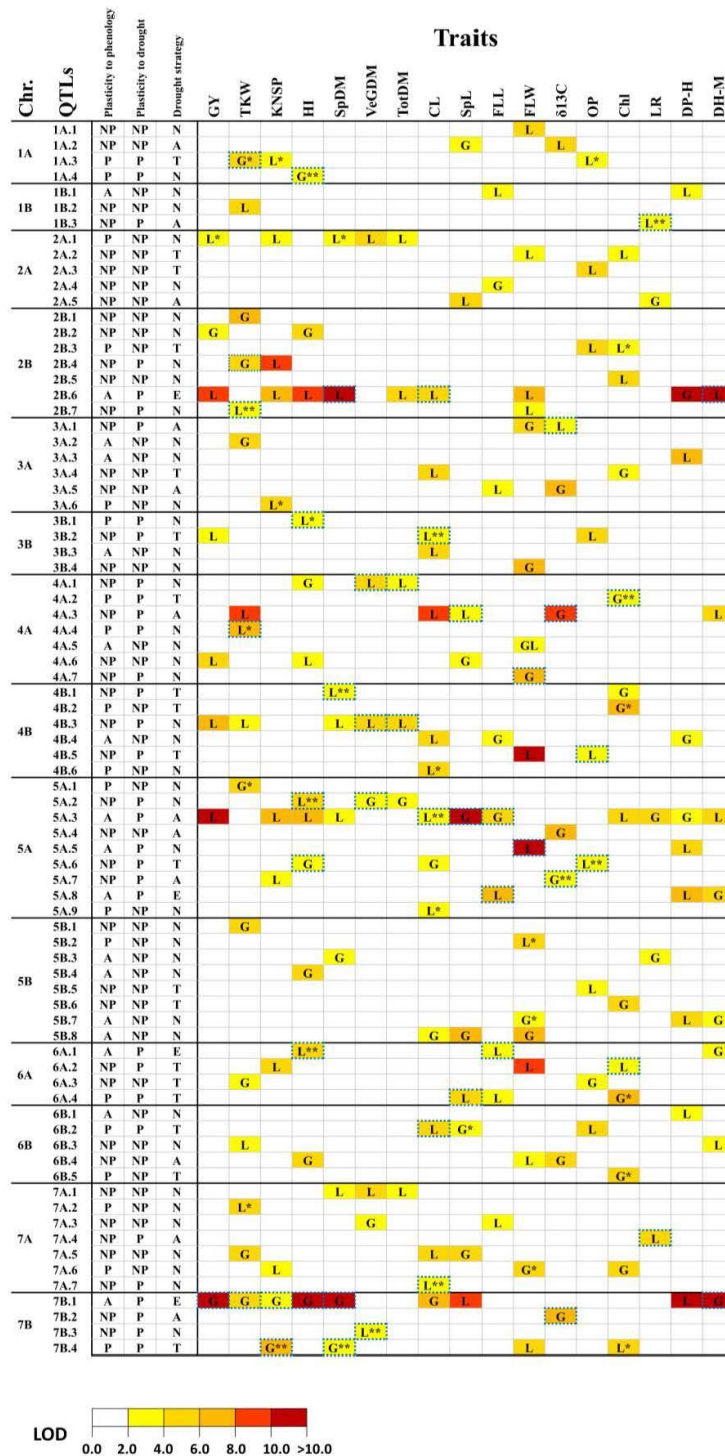 Traits
Chr. QTLs Plasticity to phenology Plasticity to drought Drought strategy GY TKW KNSP HI SpDM VeGDM TotDM CL SpL FLL FLW δ13C OP Chl LR DP-H DH-M
1A
1A.1 NP NP N L
1A.2 NP NP A G L
1A.3 P P T G* L* L*
1A.4 P P N G**
1B
1B.1 A NP N L L
1B.2 NP NP N L
1B.3 NP P A L**
2A
2A.1 P NP N L* L L* L L
2A.2 NP NP T L L
2A.3 NP NP T L
2A.4 NP NP N G
2A.5 NP NP A L G
2B
2B.1 NP NP N G
2B.2 NP NP N G G
2B.3 P NP T L L*
2B.4 NP P N G L
2B.5 NP NP N L
2B.6 A P E L L L L L L L G L
2B.7 NP P N L** L
3A
3A.1 NP P A G L
3A.2 A NP N G
3A.3 A NP N L
3A.4 NP NP T L G
3A.5 NP NP A L G
3A.6 P NP N L*
3B
3B.1 P P N L*
3B.2 NP P T L L** L
3B.3 A NP N L
3B.4 NP NP N G
4A
4A.1 NP P N G L L
4A.2 P P T G**
4A.3 NP P A L L L G L
4A.4 P P N L*
4A.5 A NP N GL
4A.6 NP NP N L L G
4A.7 NP P N G
4B
4B.1 NP P T L** G
4B.2 P NP T G*
4B.3 NP P N L L L L L
4B.4 A NP N L G G
4B.5 NP P T L L
4B.6 P NP N L*
5A
5A.1 P NP N G*
5A.2 NP P N L** G G
5A.3 A P A L L L L L** G G L G G L
5A.4 NP NP A G
5A.5 A P N L L
5A.6 NP P T G G L**
5A.7 NP P A L G**
5A.8 A P E L L G
5A.9 P NP N L*
5B
5B.1 NP NP N G
5B.2 P NP N L*
5B.3 A NP N G G
5B.4 A NP N G
5B.5 NP NP T L
5B.6 NP NP T G
5B.7 A NP N G* L G
5B.8 A NP N G G G
6A
6A.1 A P E L** L G
6A.2 NP P T L L L
6A.3 NP NP T G G
6A.4 P P T L L G*
6B
6B.1 A NP N L
6B.2 P P T L G* L
6B.3 NP NP N L L
6B.4 NP NP A G L G
6B.5 P NP T G*
7A
7A.1 NP NP N L L L
7A.2 P NP N L*
7A.3 NP NP N G L
7A.4 NP P A L
7A.5 NP NP N G L G
7A.6 P NP N L G* G
7A.7 NP P N L**
7B
7B.1 A P E G G G G G G L L G
7B.2 NP P A G
7B.3 NP P N L**
7B.4 P P T G** G** L L*
LOD
0.0 2.0 4.0 6.0 8.0 10.0 >10.0